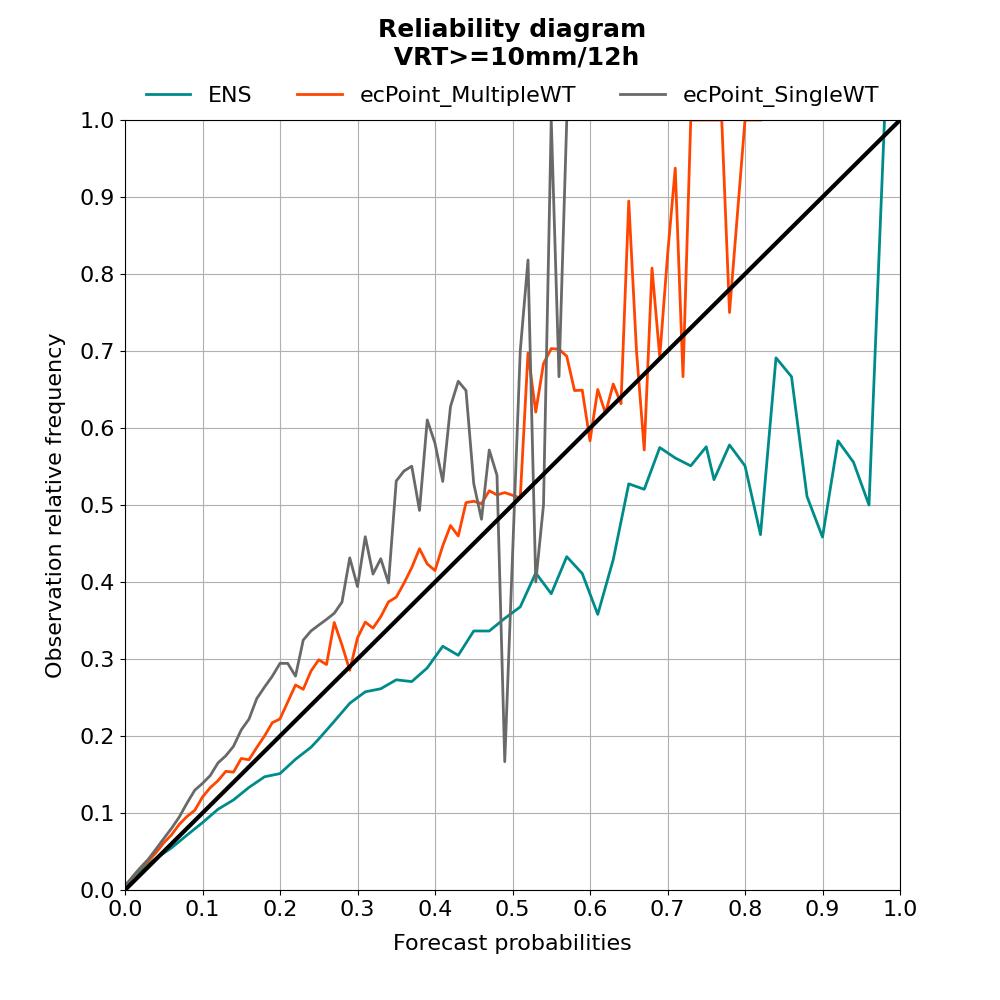 Reliability diagram
VRT>=10mm/12h
ENS ecPoint_MultipleWT ecPoint_SingleWT
1.0
0.9
0.8
0.7
0.6
0.5
0.4
0.3
0.2
0.1
0.0
Observation relative frequency
0.0 0.1 0.2 0.3 0.4 0.5 0.6 0.7 0.8 0.9 1.0
Forecast probabilities